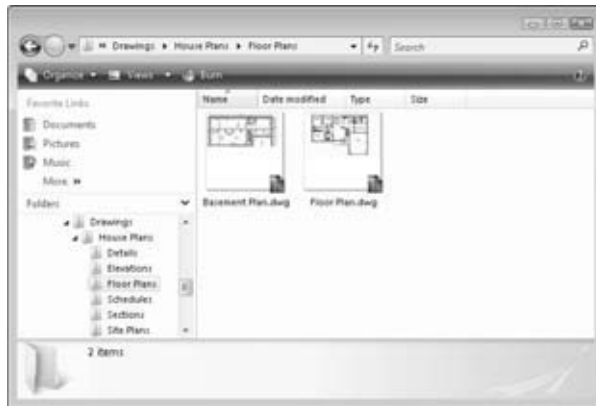 « Drawings ▸ House Plans ▸ Floor Plans Search
Organize Views Burn
Favorite Links
Documents
Pictures
Music
More »
Folders
Drawings
House Plans
Details
Elevations
Floor Plans
Schedules
Sections
Site Plans
Name Date modified Type Size
Basement Plan.dwg Floor Plan.dwg
2 items